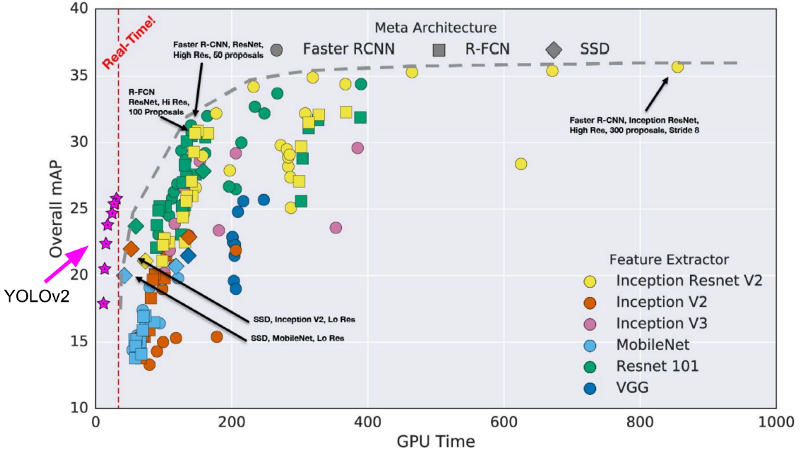 40
35
30
25
20
15
10
Overall mAP
0
200
400
600
800
1000
GPU Time
Real-Time!
Meta Architecture
Faster RCNN
R-FCN
SSD
Faster R-CNN, ResNet,
High Res, 50 proposals
R-FCN
ResNet, Hi Res,
100 Proposals
Faster R-CNN, Inception ResNet,
High Res, 300 proposals, Stride 8
YOLOv2
SSD, Inception V2, Lo Res
SSD, MobileNet, Lo Res
Feature Extractor
Inception Resnet V2
Inception V2
Inception V3
MobileNet
Resnet 101
VGG